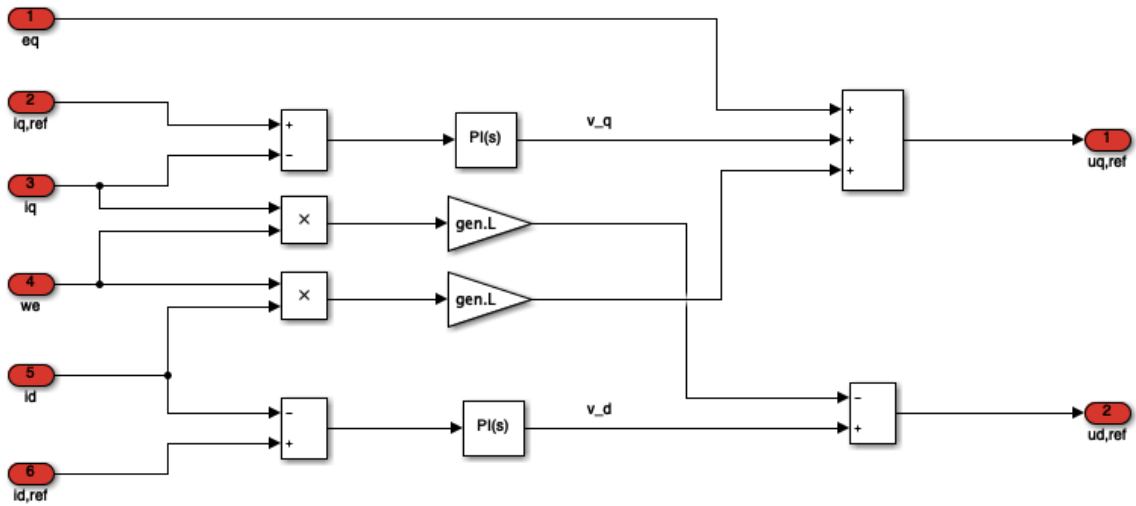 1
eq
2
iq,ref
+
−
PI(s)
v_q
+
+
+
1
uq,ref
3
iq
×
gen.L
4
we
×
gen.L
5
id
−
+
PI(s)
v_d
−
+
2
ud,ref
6
id,ref